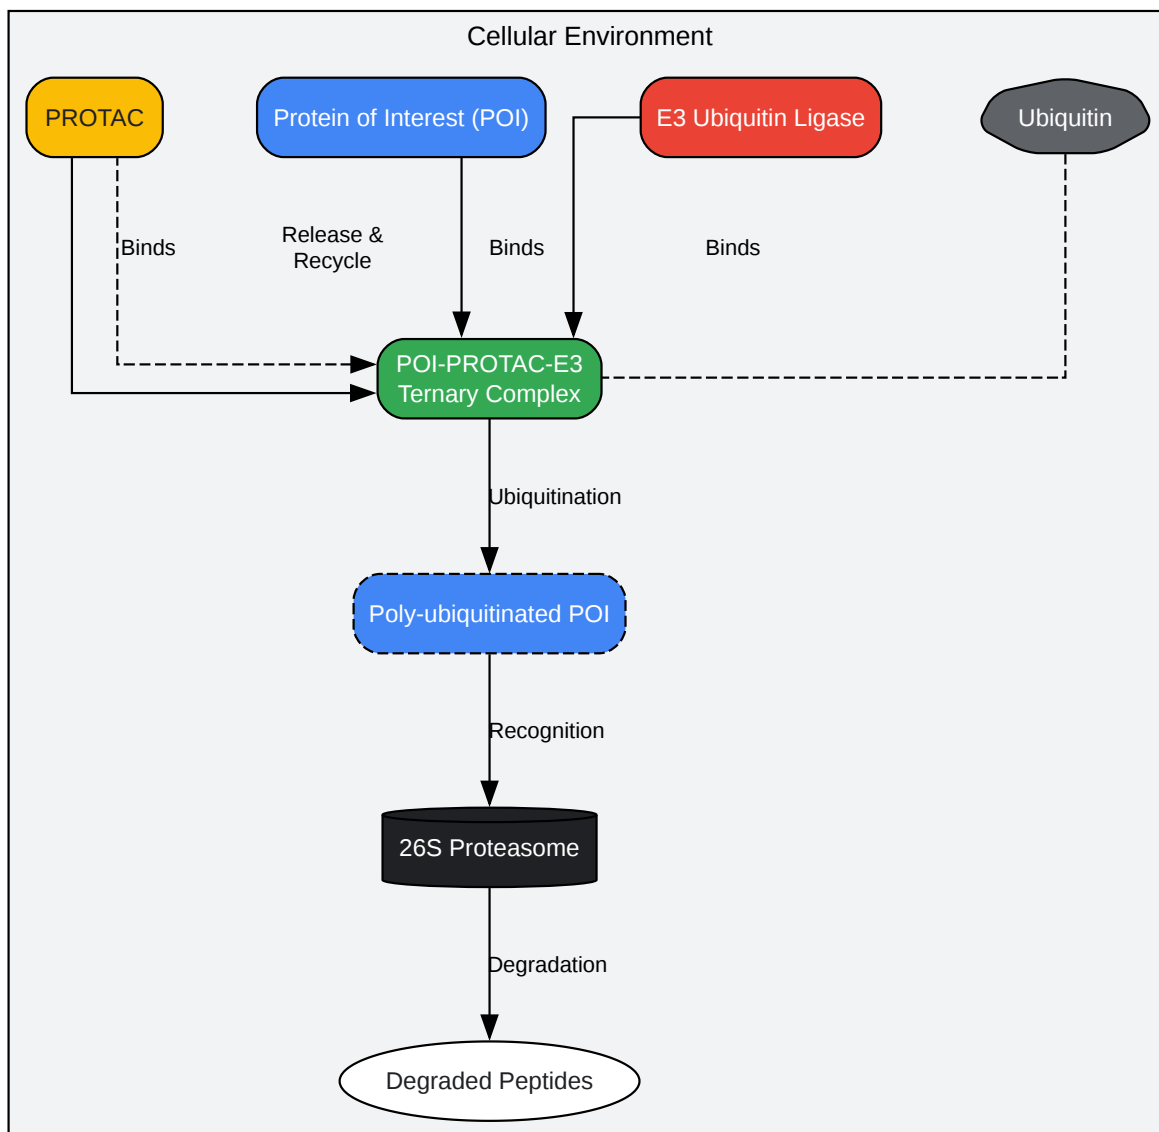 Cellular Environment
PROTAC
Protein of Interest (POI)
E3 Ubiquitin Ligase
Ubiquitin
Binds
Release &
Recycle
Binds
Binds
POI-PROTAC-E3
Ternary Complex
Ubiquitination
Poly-ubiquitinated POI
Recognition
26S Proteasome
Degradation
Degraded Peptides